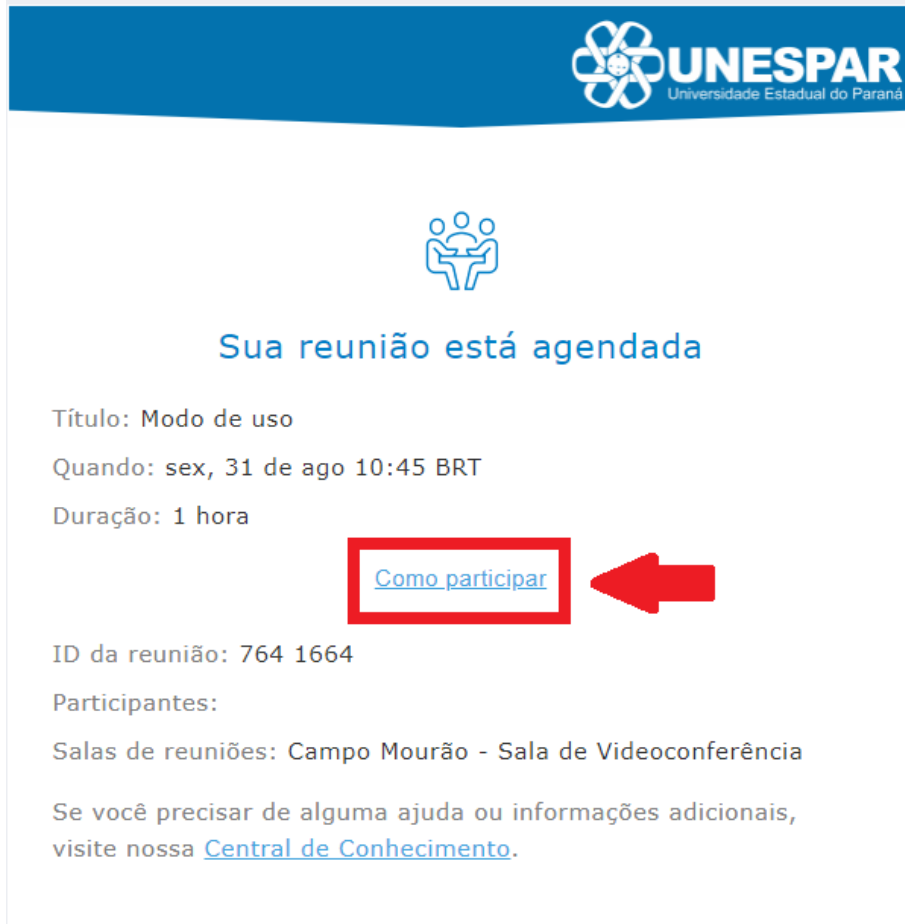 UNESPAR
Universidade Estadual do Paraná
Sua reunião está agendada
Título: Modo de uso
Quando: sex, 31 de ago 10:45 BRT
Duração: 1 hora
Como participar
ID da reunião: 764 1664
Participantes:
Salas de reuniões: Campo Mourão - Sala de Videoconferência
Se você precisar de alguma ajuda ou informações adicionais,
visite nossa Central de Conhecimento.